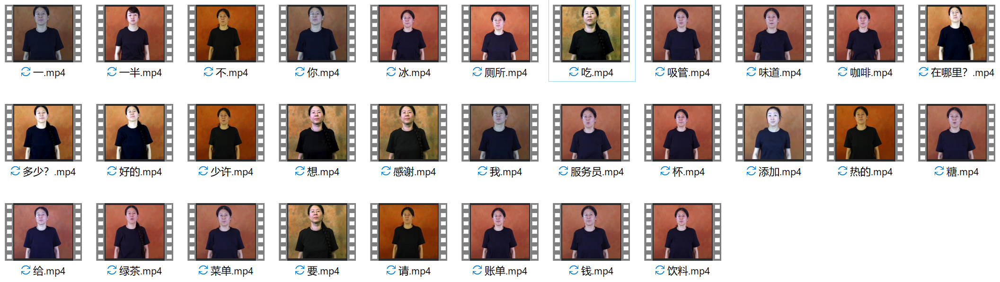 一.mp4 一半.mp4 不.mp4 你.mp4 冰.mp4 厕所.mp4 吃.mp4 吸管.mp4 味道.mp4 咖啡.mp4 在哪里？.mp4
多少？.mp4 好的.mp4 少许.mp4 想.mp4 感谢.mp4 我.mp4 服务员.mp4 杯.mp4 添加.mp4 热的.mp4 糖.mp4
给.mp4 绿茶.mp4 菜单.mp4 要.mp4 请.mp4 账单.mp4 钱.mp4 饮料.mp4